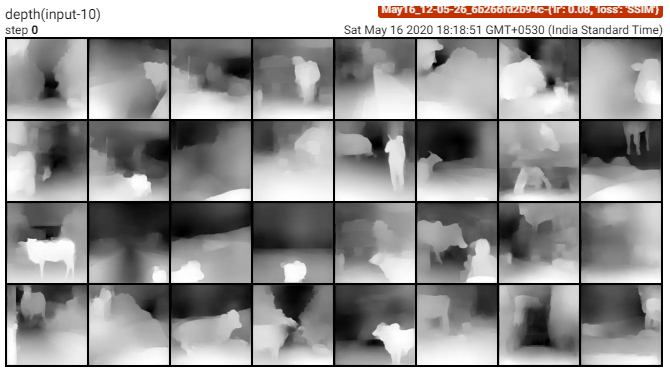 depth(input-10)
May16_12-05-26_6b266fd2b94c-{'lr': 0.08, 'loss': 'SSIM'}
step 0
Sat May 16 2020 18:18:51 GMT+0530 (India Standard Time)